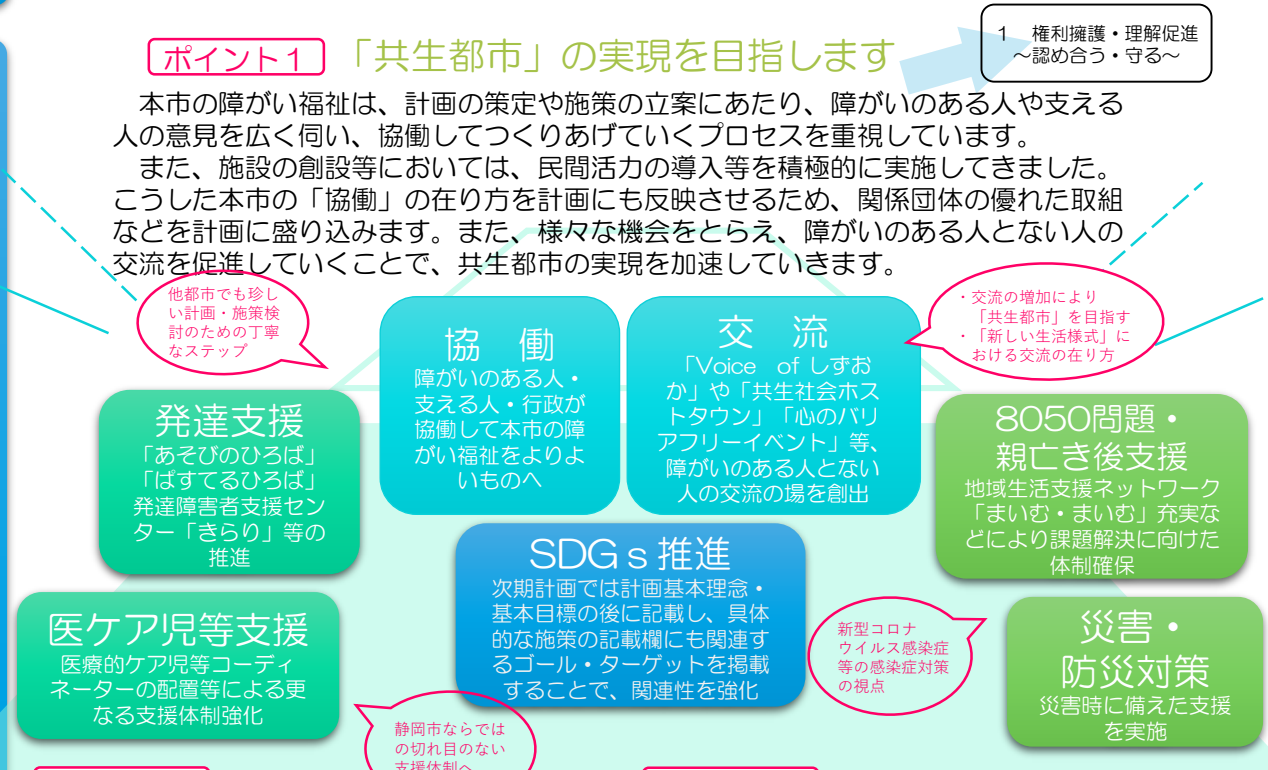 1　権利擁護・理解促進
～認め合う・守る～
ポイント１
「共生都市」の実現を目指します
本市の障がい福祉は、計画の策定や施策の立案にあたり、障がいのある人や支える
人の意見を広く伺い、協働してつくりあげていくプロセスを重視しています。
また、施設の創設等においては、民間活力の導入等を積極的に実施してきました。
こうした本市の「協働」の在り方を計画にも反映させるため、関係団体の優れた取組
などを計画に盛り込みます。また、様々な機会をとらえ、障がいのある人とない人の
交流を促進していくことで、共生都市の実現を加速していきます。
他都市でも珍し
い計画・施策検
討のための丁寧
なステップ
協　働
障がいのある人・
支える人・行政が
協働して本市の障
がい福祉をよりよ
いものへ
交　流
「Voice　of しずお
か」や「共生社会ホス
トタウン」「心のバリ
アフリーイベント」等、
障がいのある人とない
人の交流の場を創出
・交流の増加により
「共生都市」を目指す
・「新しい生活様式」に
おける交流の在り方
発達支援
「あそびのひろば」
「ぱすてるひろば」
発達障害者支援セン
ター「きらり」等の
推進
8050問題・
親亡き後支援
地域生活支援ネットワーク
「まいむ・まいむ」充実な
どにより課題解決に向けた
体制確保
SDGｓ推進
次期計画では計画基本理念・
基本目標の後に記載し、具体
的な施策の記載欄にも関連す
るゴール・ターゲットを掲載
することで、関連性を強化
医ケア児等支援
医療的ケア児等コーディ
ネーターの配置等による更
なる支援体制強化
新型コロナ
ウイルス感染症
等の感染症対策
の視点
災害・
防災対策
災害時に備えた支援
を実施
静岡市ならでは
の切れ目のない
支援体制へ